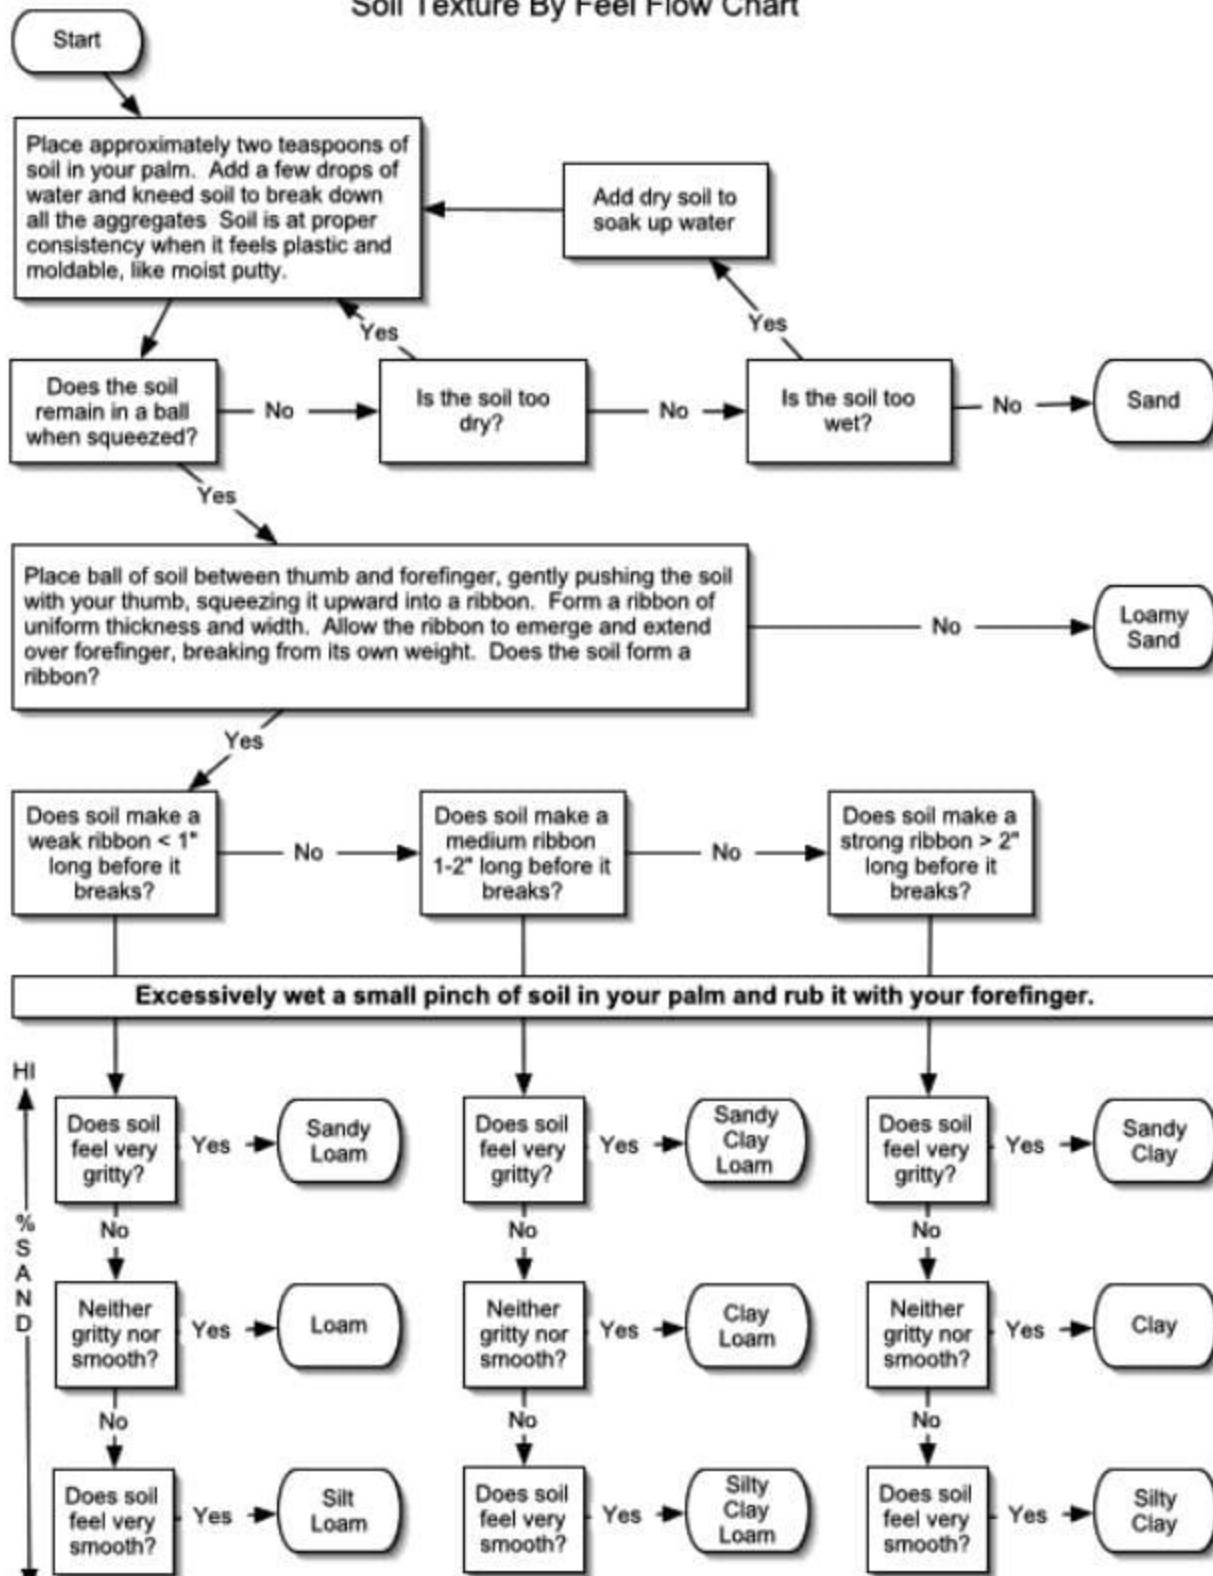 Soil Texture By Feel Flow Chart
Start
Place approximately two teaspoons of
soil in your palm. Add a few drops of
water and kneed soil to break down
all the aggregates Soil is at proper
consistency when it feels plastic and
moldable, like moist putty.
Add dry soil to
soak up water
Yes
Yes
Does the soil
remain in a ball
when squeezed?
No
Is the soil too
dry?
No
Is the soil too
wet?
No
Sand
Yes
Place ball of soil between thumb and forefinger, gently pushing the soil
with your thumb, squeezing it upward into a ribbon. Form a ribbon of
uniform thickness and width. Allow the ribbon to emerge and extend
over forefinger, breaking from its own weight. Does the soil form a
ribbon?
No
Loamy
Sand
Yes
Does soil make a
weak ribbon < 1"
long before it
breaks?
No
Does soil make a
medium ribbon
1-2" long before it
breaks?
No
Does soil make a
strong ribbon > 2"
long before it
breaks?
Excessively wet a small pinch of soil in your palm and rub it with your forefinger.
HI
% SAND
Does soil
feel very
gritty?
Yes
Sandy
Loam
Does soil
feel very
gritty?
Yes
Sandy
Clay
Loam
Does soil
feel very
gritty?
Yes
Sandy
Clay
No
No
No
Neither
gritty nor
smooth?
Yes
Loam
Neither
gritty nor
smooth?
Yes
Clay
Loam
Neither
gritty nor
smooth?
Yes
Clay
No
No
No
Does soil
feel very
smooth?
Yes
Silt
Loam
Does soil
feel very
smooth?
Yes
Silty
Clay
Loam
Does soil
feel very
smooth?
Yes
Silty
Clay